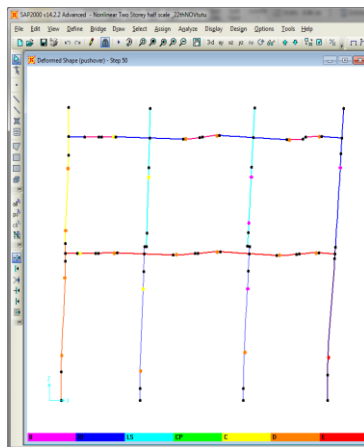 SAP2000 v14.2.2 Advanced - Nonlinear Two Storey half scale _22thNOVtutu
File Edit View Define Bridge Draw Select Assign Analyze Display Design Options Tools Help
Deformed Shape (pushover) - Step 50
B IO LS CP C D E